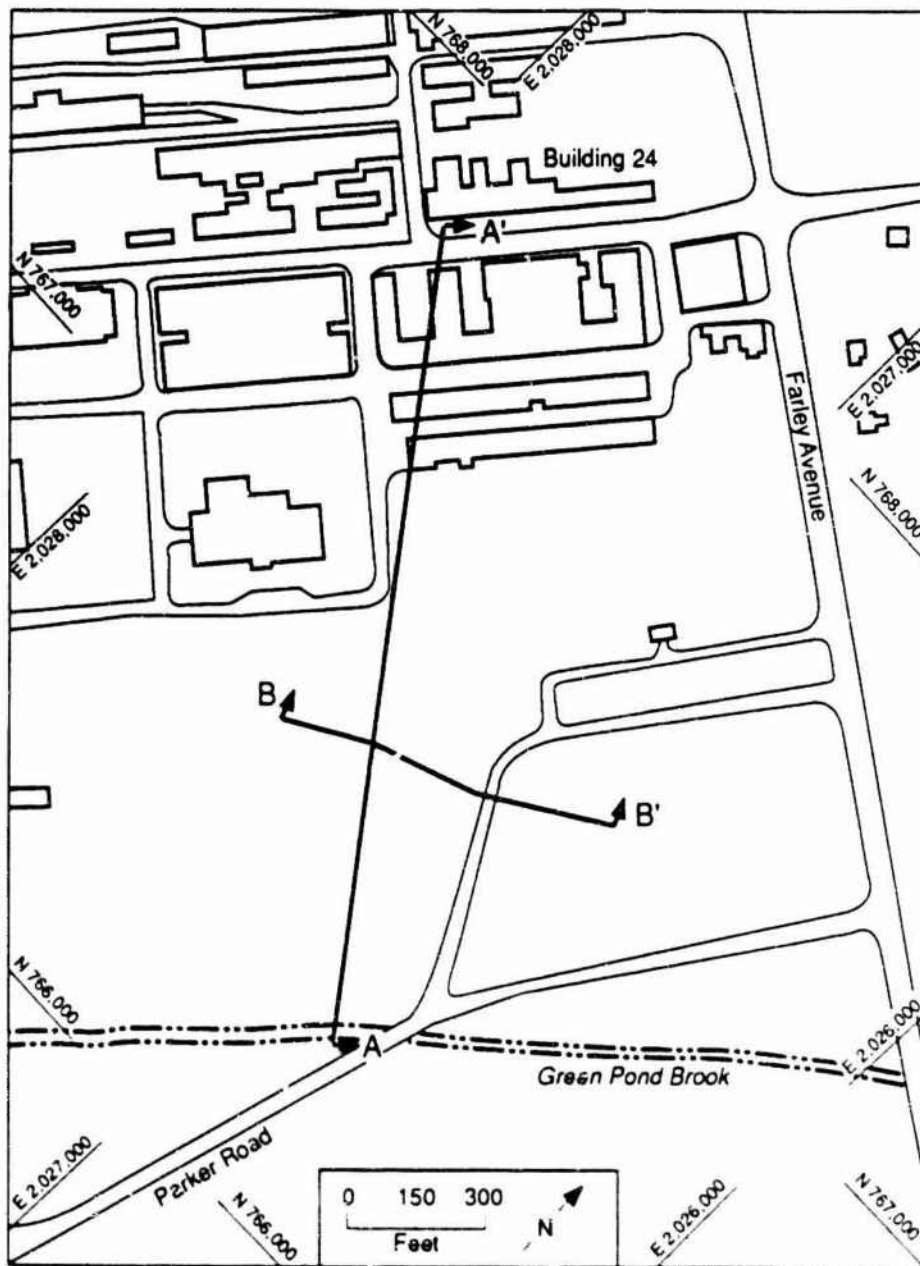 N 768,000
E 2,028,000
Building 24
A'
N 767,000
E 2,027,000
Farley Avenue
N 768,000
E 2,028,000
B
B'
N 766,000
A
E 2,026,000
Green Pond Brook
E 2,027,000
Parker Road
N 766,000
0 150 300
Feet
N
E 2,026,000
N 767,000